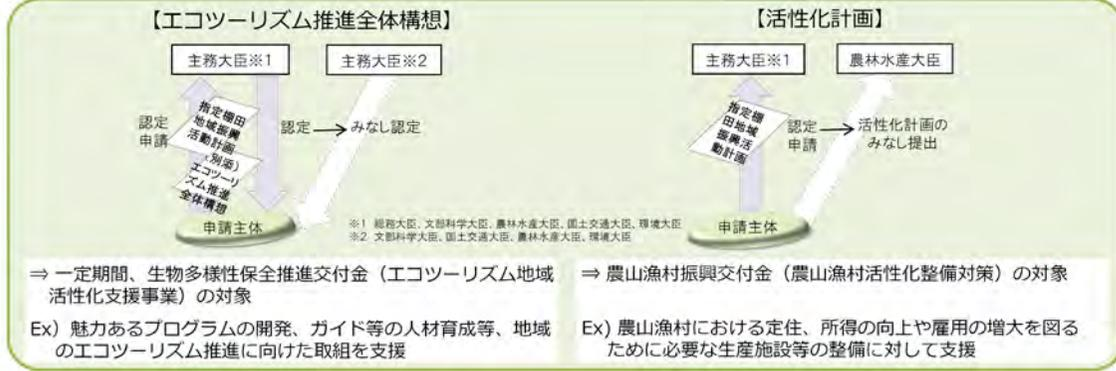 【エコツーリズム推進全体構想】
主務大臣※1
主務大臣※2
認定
申請
指定棚田
地域振興
活動計画
（別添）
エコツーリ
ズム推進
全体構想
認定
みなし認定
申請主体
※1 総務大臣、文部科学大臣、農林水産大臣、国土交通大臣、環境大臣
※2 文部科学大臣、国土交通大臣、農林水産大臣、環境大臣
⇒ 一定期間、生物多様性保全推進交付金（エコツーリズム地域
活性化支援事業）の対象
Ex）魅力あるプログラムの開発、ガイド等の人材育成等、地域
のエコツーリズム推進に向けた取組を支援
【活性化計画】
主務大臣※1
農林水産大臣
指定棚
田地域
振興活
動計画
認定
申請
活性化計画の
みなし提出
申請主体
⇒ 農山漁村振興交付金（農山漁村活性化整備対策）の対象
Ex) 農山漁村における定住、所得の向上や雇用の増大を図る
ために必要な生産施設等の整備に対して支援